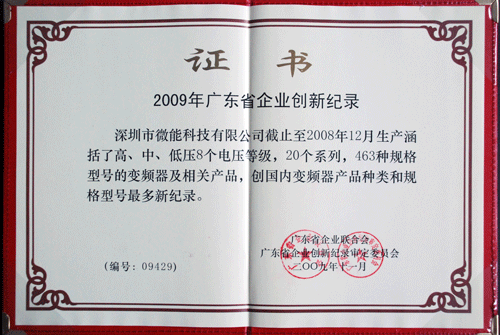 证书
2009年广东省企业创新纪录
深圳市微能科技有限公司截止至2008年12月生产涵
括了高、中、低压8个电压等级，20个系列，463种规格
型号的变频器及相关产品，创国内变频器产品种类和规
格型号最多新纪录。
广东省企业联合会
广东省企业创新纪录审定委员会
（编号：09429）
二〇〇九年十一月